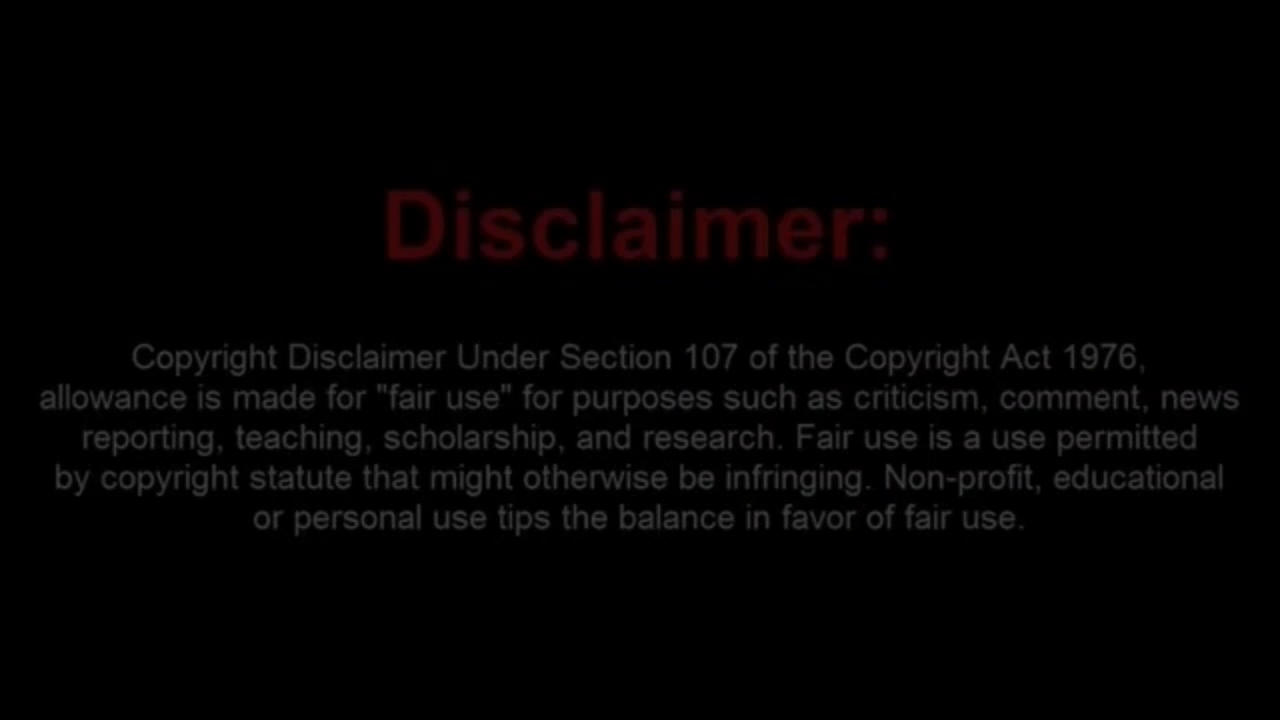 Disclaimer:
Copyright Disclaimer Under Section 107 of the Copyright Act 1976,
allowance is made for "fair use" for purposes such as criticism, comment, news
reporting, teaching, scholarship, and research. Fair use is a use permitted
by copyright statute that might otherwise be infringing. Non-profit, educational
or personal use tips the balance in favor of fair use.